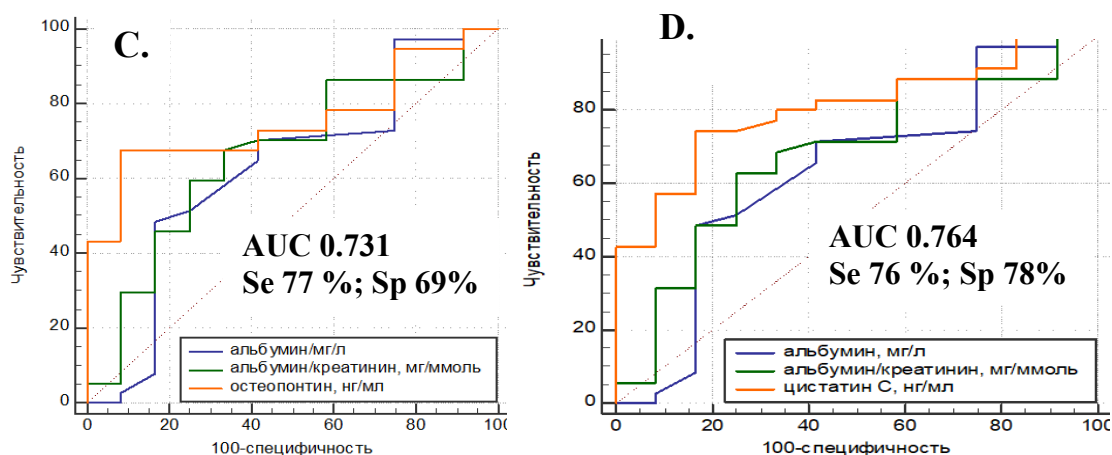 C.
100
80
60
40
20
0
Чувствительность
AUC 0.731
Se 77 %; Sp 69%
альбумин/мг/л
альбумин/креатинин, мг/ммоль
остеопонтин, нг/мл
0 20 40 60 80 100
100-специфичность
D.
80
60
40
20
0
Чувствительность
AUC 0.764
Se 76 %; Sp 78%
альбумин, мг/л
альбумин/креатинин, мг/ммоль
цистатин С, нг/мл
0 20 40 60 80 100
100-специфичность